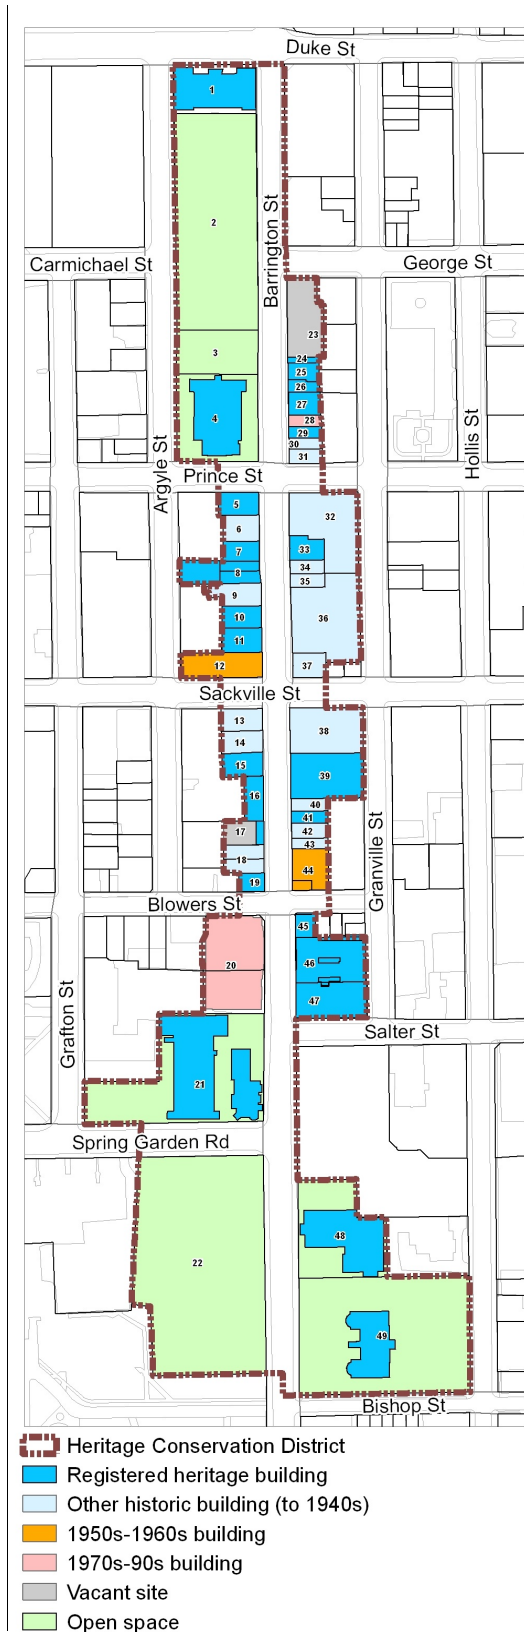 Duke St
1
Barrington St
2
Carmichael St
George St
23
3
24
25
26
4
27
28
29
30
31
Hollis St
Argyle St
Prince St
5
32
6
33
7
34
8
35
9
10
36
11
12
37
Sackville St
13
38
14
15
39
16
40
41
17
42
43
18
44
19
Granville St
Blowers St
45
20
46
47
Grafton St
Salter St
21
Spring Garden Rd
48
22
49
Bishop St
Heritage Conservation District
Registered heritage building
Other historic building (to 1940s)
1950s-1960s building
1970s-90s building
Vacant site
Open space